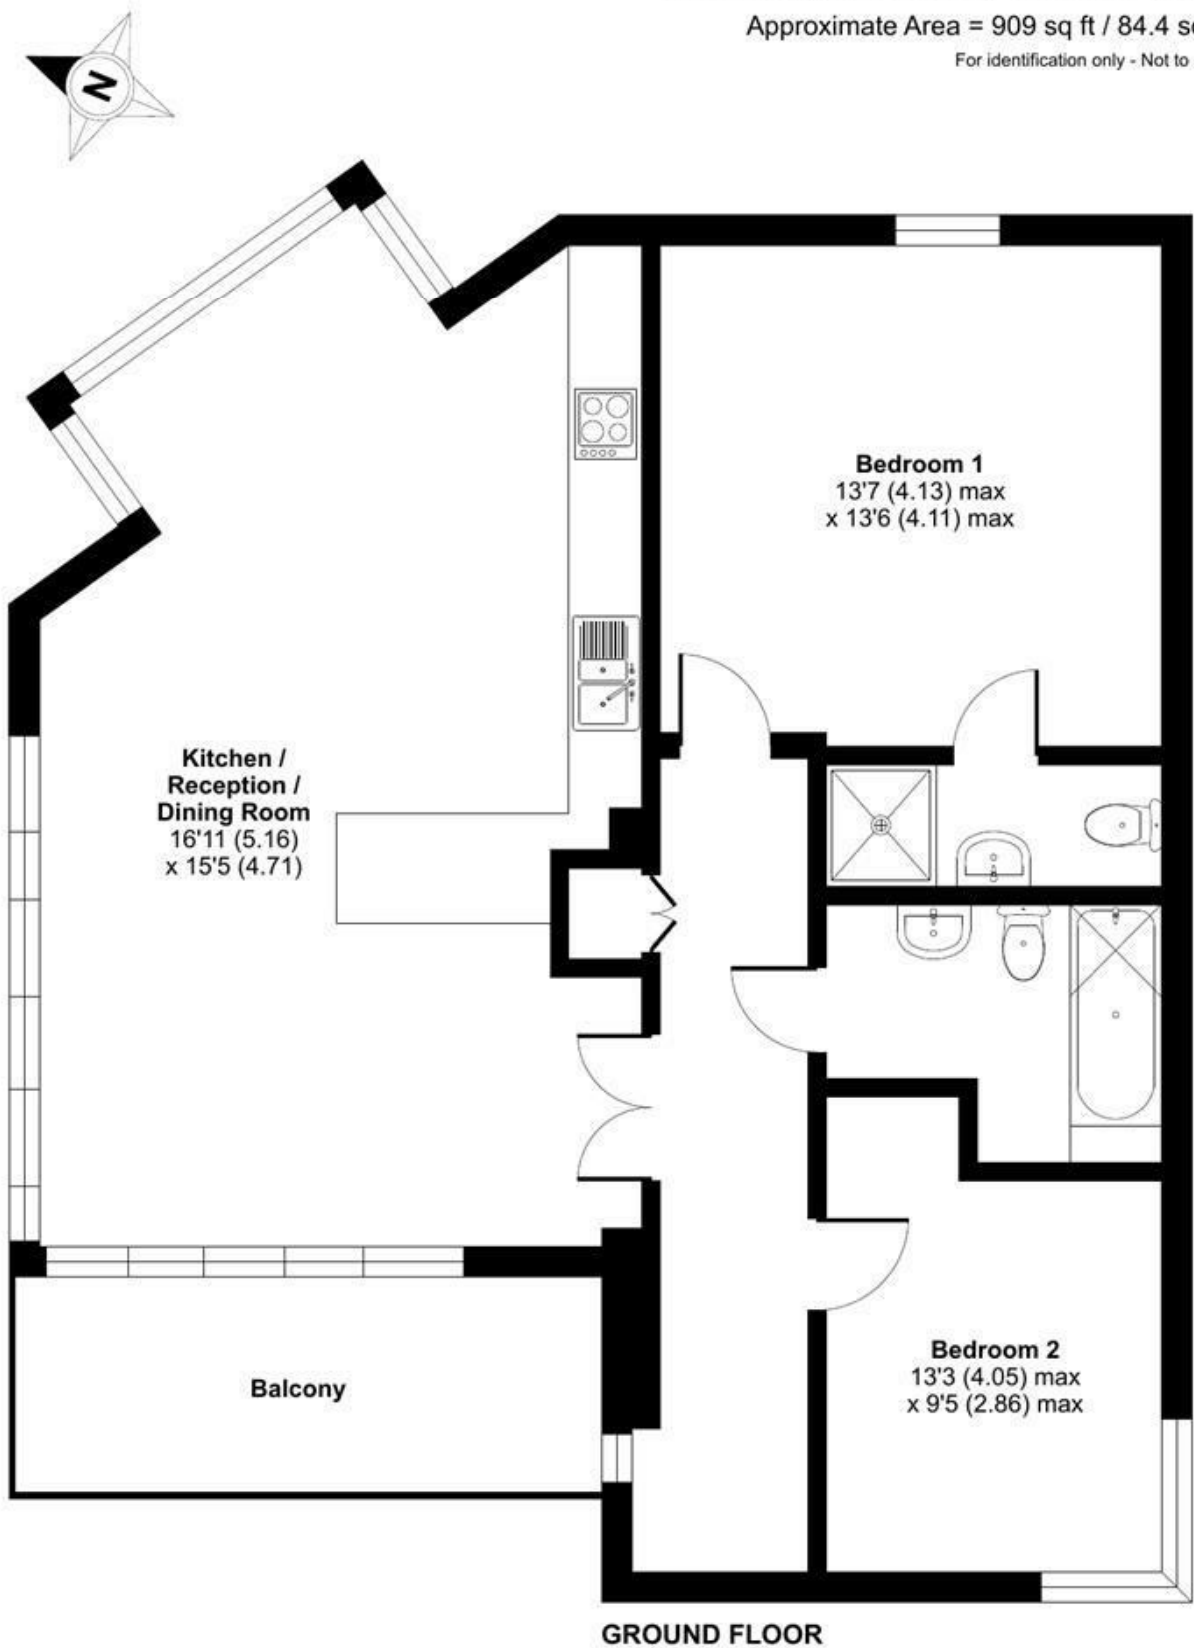 Approximate Area = 909 sq ft / 84.4
For identification only - Not to
N
Bedroom 1
13'7 (4.13) max
x 13'6 (4.11) max
Kitchen /
Reception /
Dining Room
16'11 (5.16)
x 15'5 (4.71)
Bedroom 2
13'3 (4.05) max
x 9'5 (2.86) max
Balcony
GROUND FLOOR